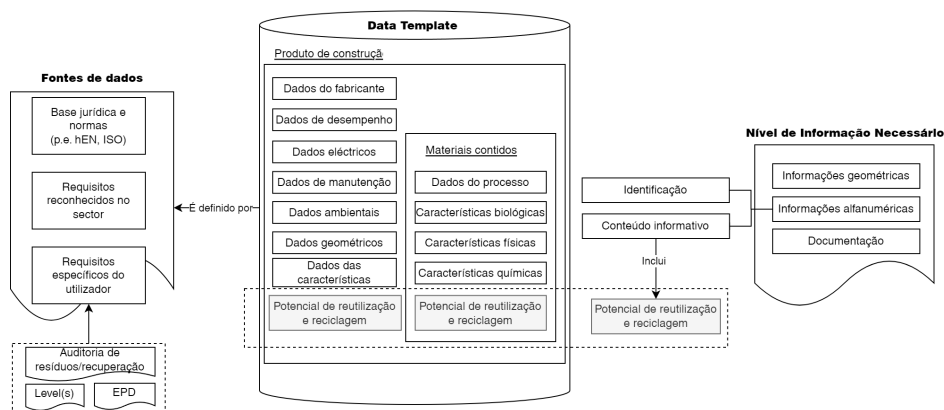 Data Template
Produto de construçã
Fontes de dados
Base jurídica e
normas
(p.e. hEN, ISO)
Requisitos
reconhecidos no
sector
Requisitos
específicos do
utilizador
Auditoria de
resíduos/recuperação
Level(s)
EPD
É definido por
Dados do fabricante
Dados de desempenho
Dados eléctricos
Dados de manutenção
Dados ambientais
Dados geométricos
Dados das
características
Potencial de reutilização
e reciclagem
Materiais contidos
Dados do processo
Características biológicas
Características físicas
Características químicas
Potencial de reutilização
e reciclagem
Identificação
Conteúdo informativo
Inclui
Potencial de reutilização
e reciclagem
Nível de Informação Necessário
Informações geométricas
Informações alfanuméricas
Documentação